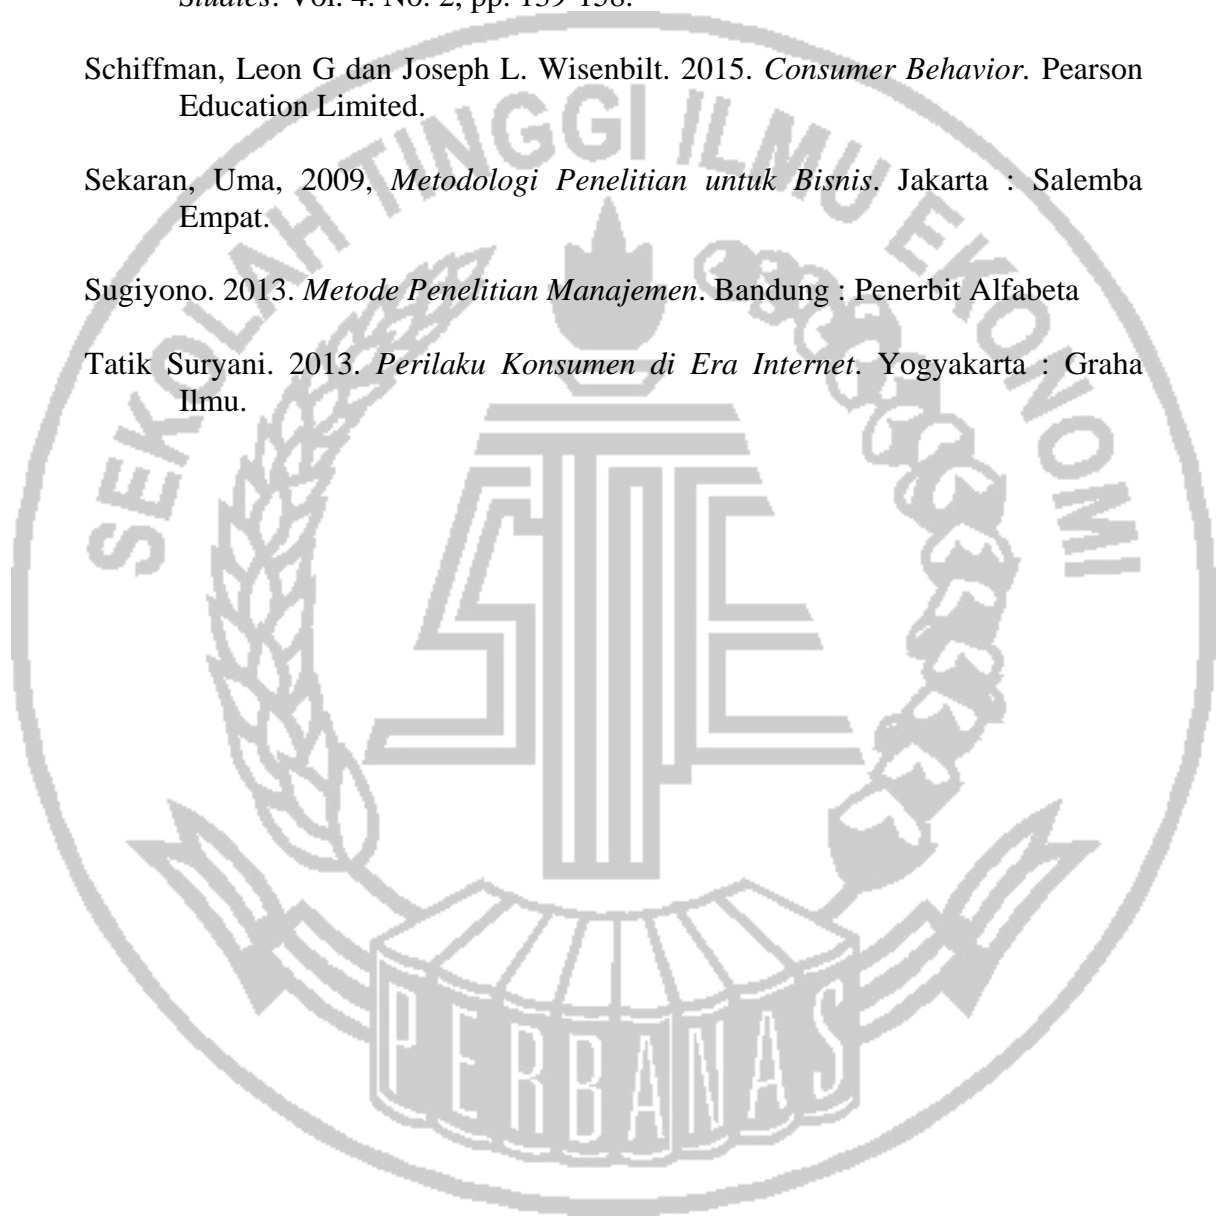 Studies. Vol. 4. No. 2, pp. 139-158.
Schiffman, Leon G dan Joseph L. Wisenbilt. 2015. Consumer Behavior. Pearson
Education Limited.
Sekaran, Uma, 2009, Metodologi Penelitian untuk Bisnis. Jakarta : Salemba
Empat.
Sugiyono. 2013. Metode Penelitian Manajemen. Bandung : Penerbit Alfabeta
Tatik Suryani. 2013. Perilaku Konsumen di Era Internet. Yogyakarta : Graha
Ilmu.
SEKOLAH TINGGI ILMU EKONOMI
STIE
PERBANAS